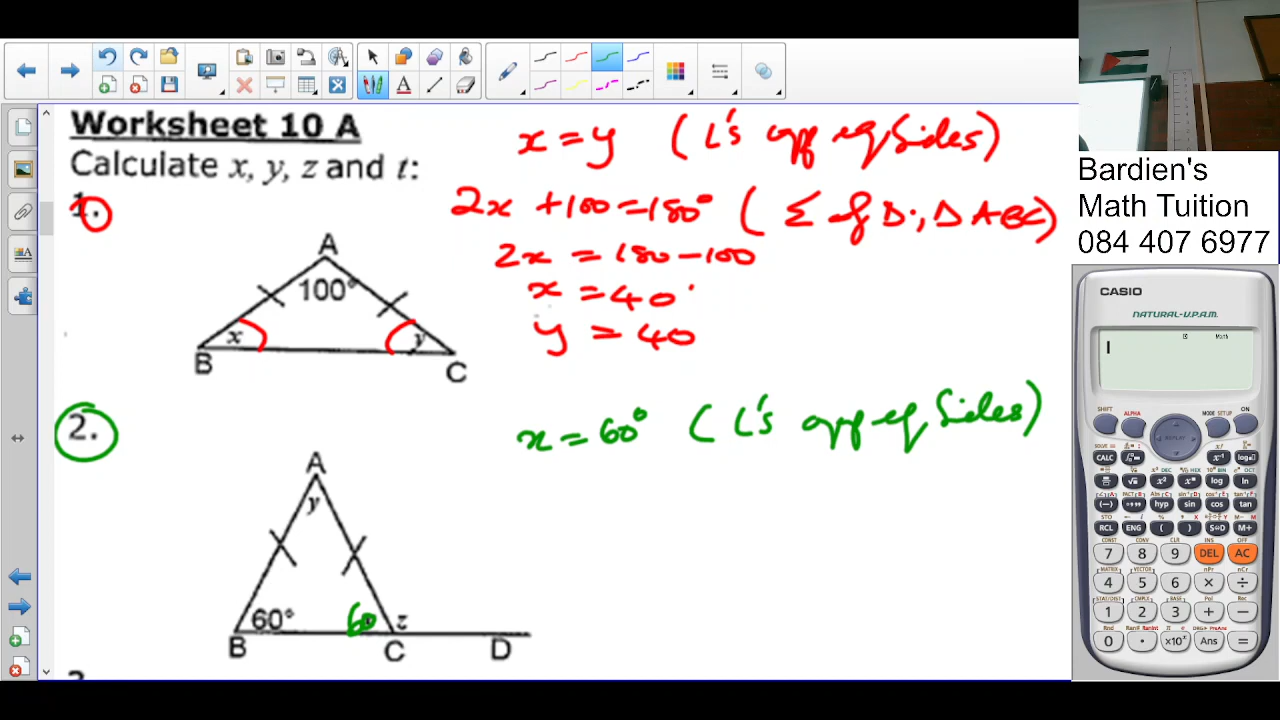 Worksheet 10 A
Calculate x, y, z and t:
1.
A
100°
x
y
B
C
x = y (L's opp eq Sides)
2x + 100 = 180° (Σ of Δ', Δ ABC)
2x = 180 - 100
x = 40°
y = 40
2.
x = 60° (L's opp eq Sides)
A
y
60°
60
z
B
C
D
Bardien's
Math Tuition
084 407 6977
CASIO
NATURAL-V.P.A.M.
Math
SHIFT
ALPHA
MODE SETUP
ON
REPLAY
CALC
log
ln
(−)
hyp
sin
cos
tan
RCL
ENG
(
)
S⇔D
M+
7 8 9 DEL AC
4 5 6 × ÷
1 2 3 + −
0 . ×10ˣ Ans =